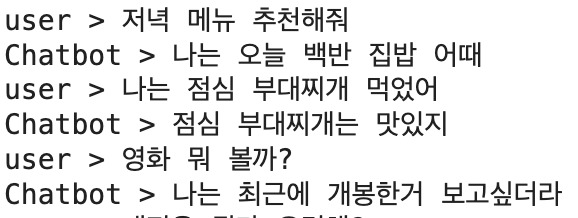 user > 저녁 메뉴 추천해줘
Chatbot > 나는 오늘 백반 집밥 어때
user > 나는 점심 부대찌개 먹었어
Chatbot > 점심 부대찌개는 맛있지
user > 영화 뭐 볼까?
Chatbot > 나는 최근에 개봉한거 보고싶더라